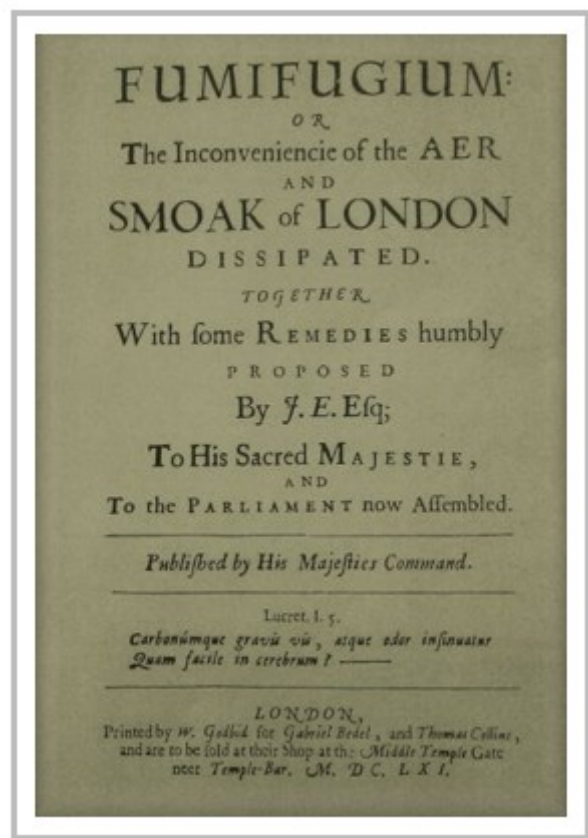 FUMIFUGIUM:
OR
The Inconveniencie of the AER
AND
SMOAK of LONDON
DISSIPATED.
TOGETHER
With ſome REMEDIES humbly
PROPOSED
By J. E. Eſq;
To His Sacred MAJESTIE,
AND
To the PARLIAMENT now Aſſembled.
Publiſhed by His Majeſties Command.
Lucret. l. 5.
Carbonúmque gravis vis, atque odor inſinuatur
Quam facile in cerebrum? ——
LONDON,
Printed by W. Godbid for Gabriel Bedel, and Thomas Collins,
and are to be ſold at their Shop at the Middle Temple Gate
neer Temple-Bar. M. D C. L X I.